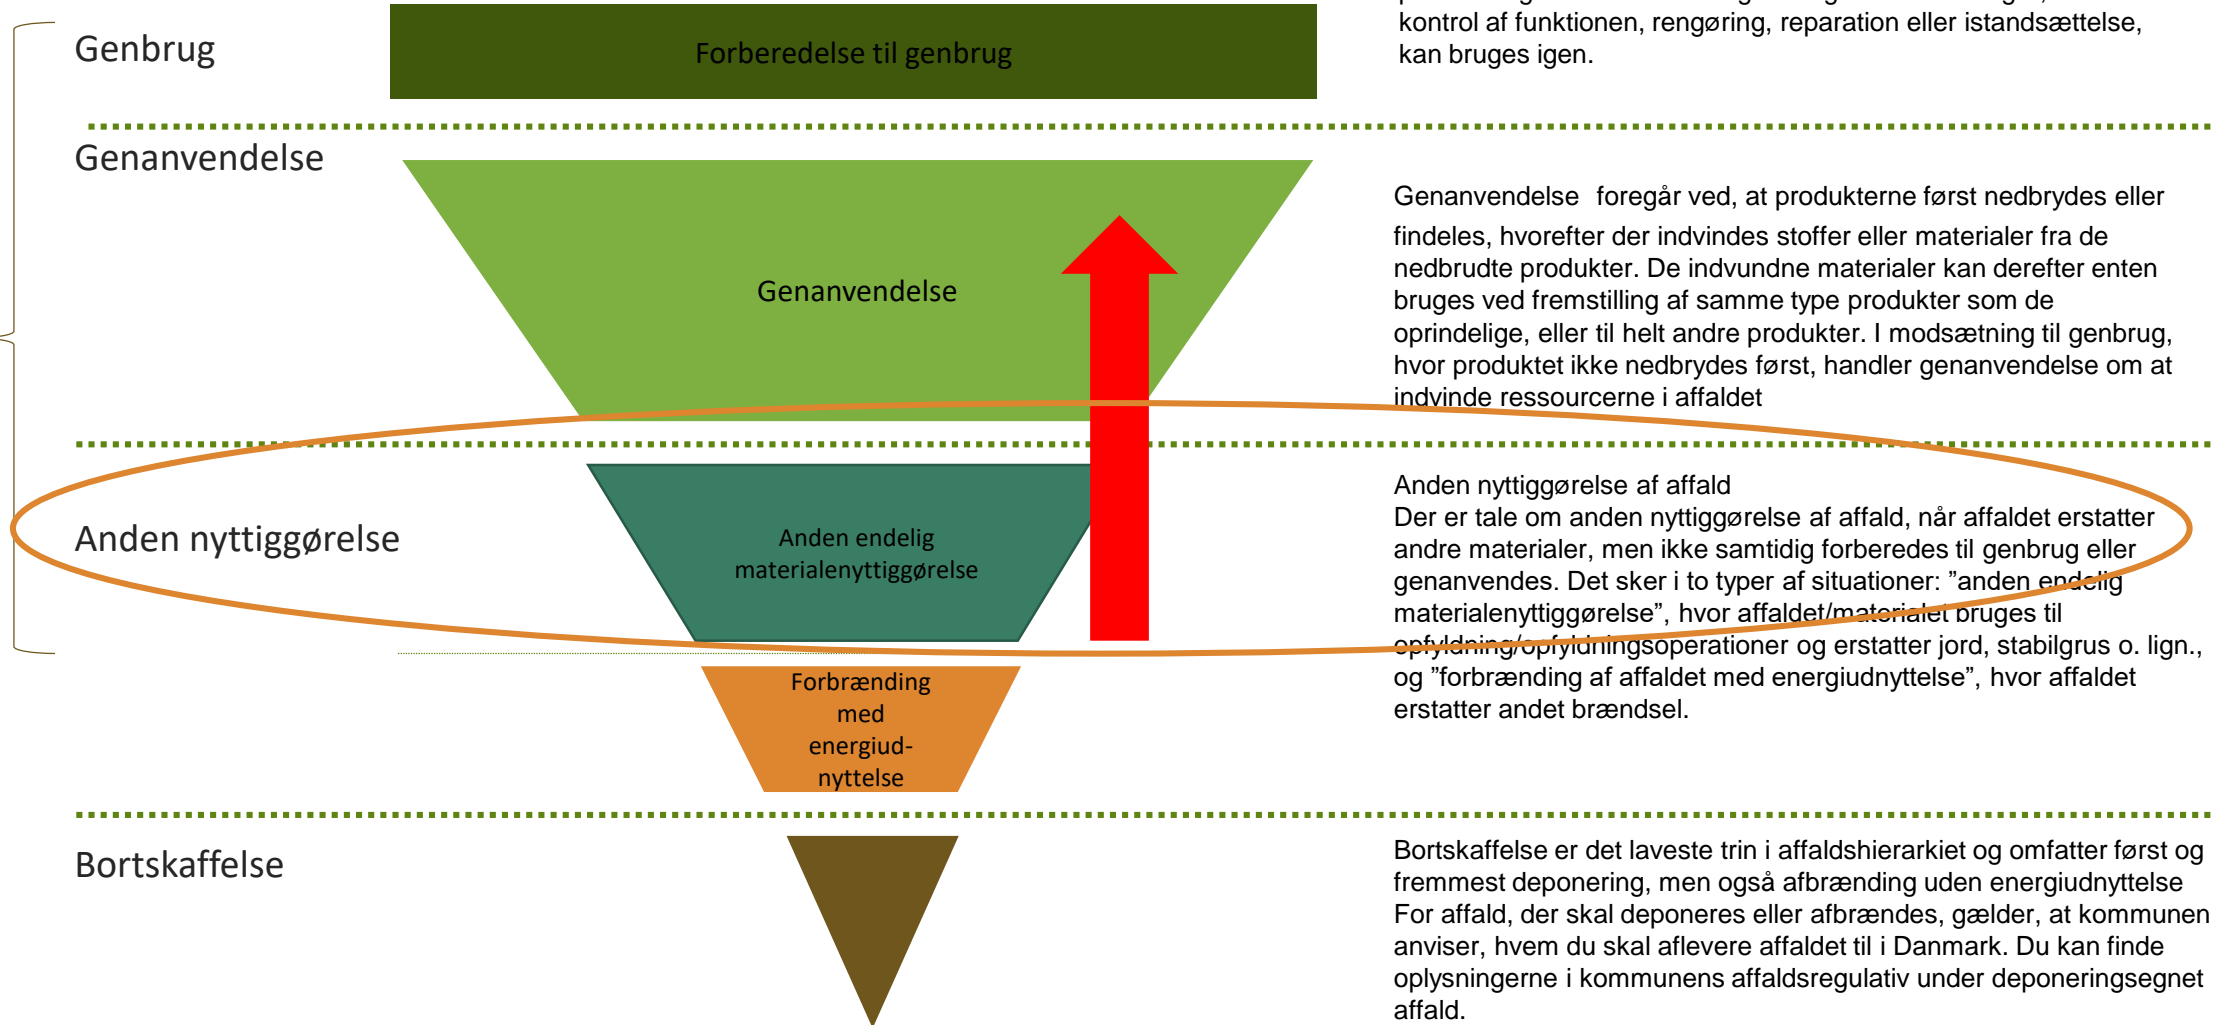 Genbrug
Forberedelse til genbrug
kontrol af funktionen, rengøring, reparation eller istandsættelse,
kan bruges igen.
Genanvendelse
Genanvendelse
Genanvendelse foregår ved, at produkterne først nedbrydes eller
findeles, hvorefter der indvindes stoffer eller materialer fra de
nedbrudte produkter. De indvundne materialer kan derefter enten
bruges ved fremstilling af samme type produkter som de
oprindelige, eller til helt andre produkter. I modsætning til genbrug,
hvor produktet ikke nedbrydes først, handler genanvendelse om at
indvinde ressourcerne i affaldet
Anden nyttiggørelse
Anden endelig
materialenyttiggørelse
Anden nyttiggørelse af affald
Der er tale om anden nyttiggørelse af affald, når affaldet erstatter
andre materialer, men ikke samtidig forberedes til genbrug eller
genanvendes. Det sker i to typer af situationer: ”anden endelig
materialenyttiggørelse”, hvor affaldet/materialet bruges til
opfyldning/opfyldningsoperationer og erstatter jord, stabilgrus o. lign.,
og ”forbrænding af affaldet med energiudnyttelse”, hvor affaldet
erstatter andet brændsel.
Forbrænding
med
energiud-
nyttelse
Bortskaffelse
Bortskaffelse er det laveste trin i affaldshierarkiet og omfatter først og
fremmest deponering, men også afbrænding uden energiudnyttelse
For affald, der skal deponeres eller afbrændes, gælder, at kommunen
anviser, hvem du skal aflevere affaldet til i Danmark. Du kan finde
oplysningerne i kommunens affaldsregulativ under deponeringsegnet
affald.